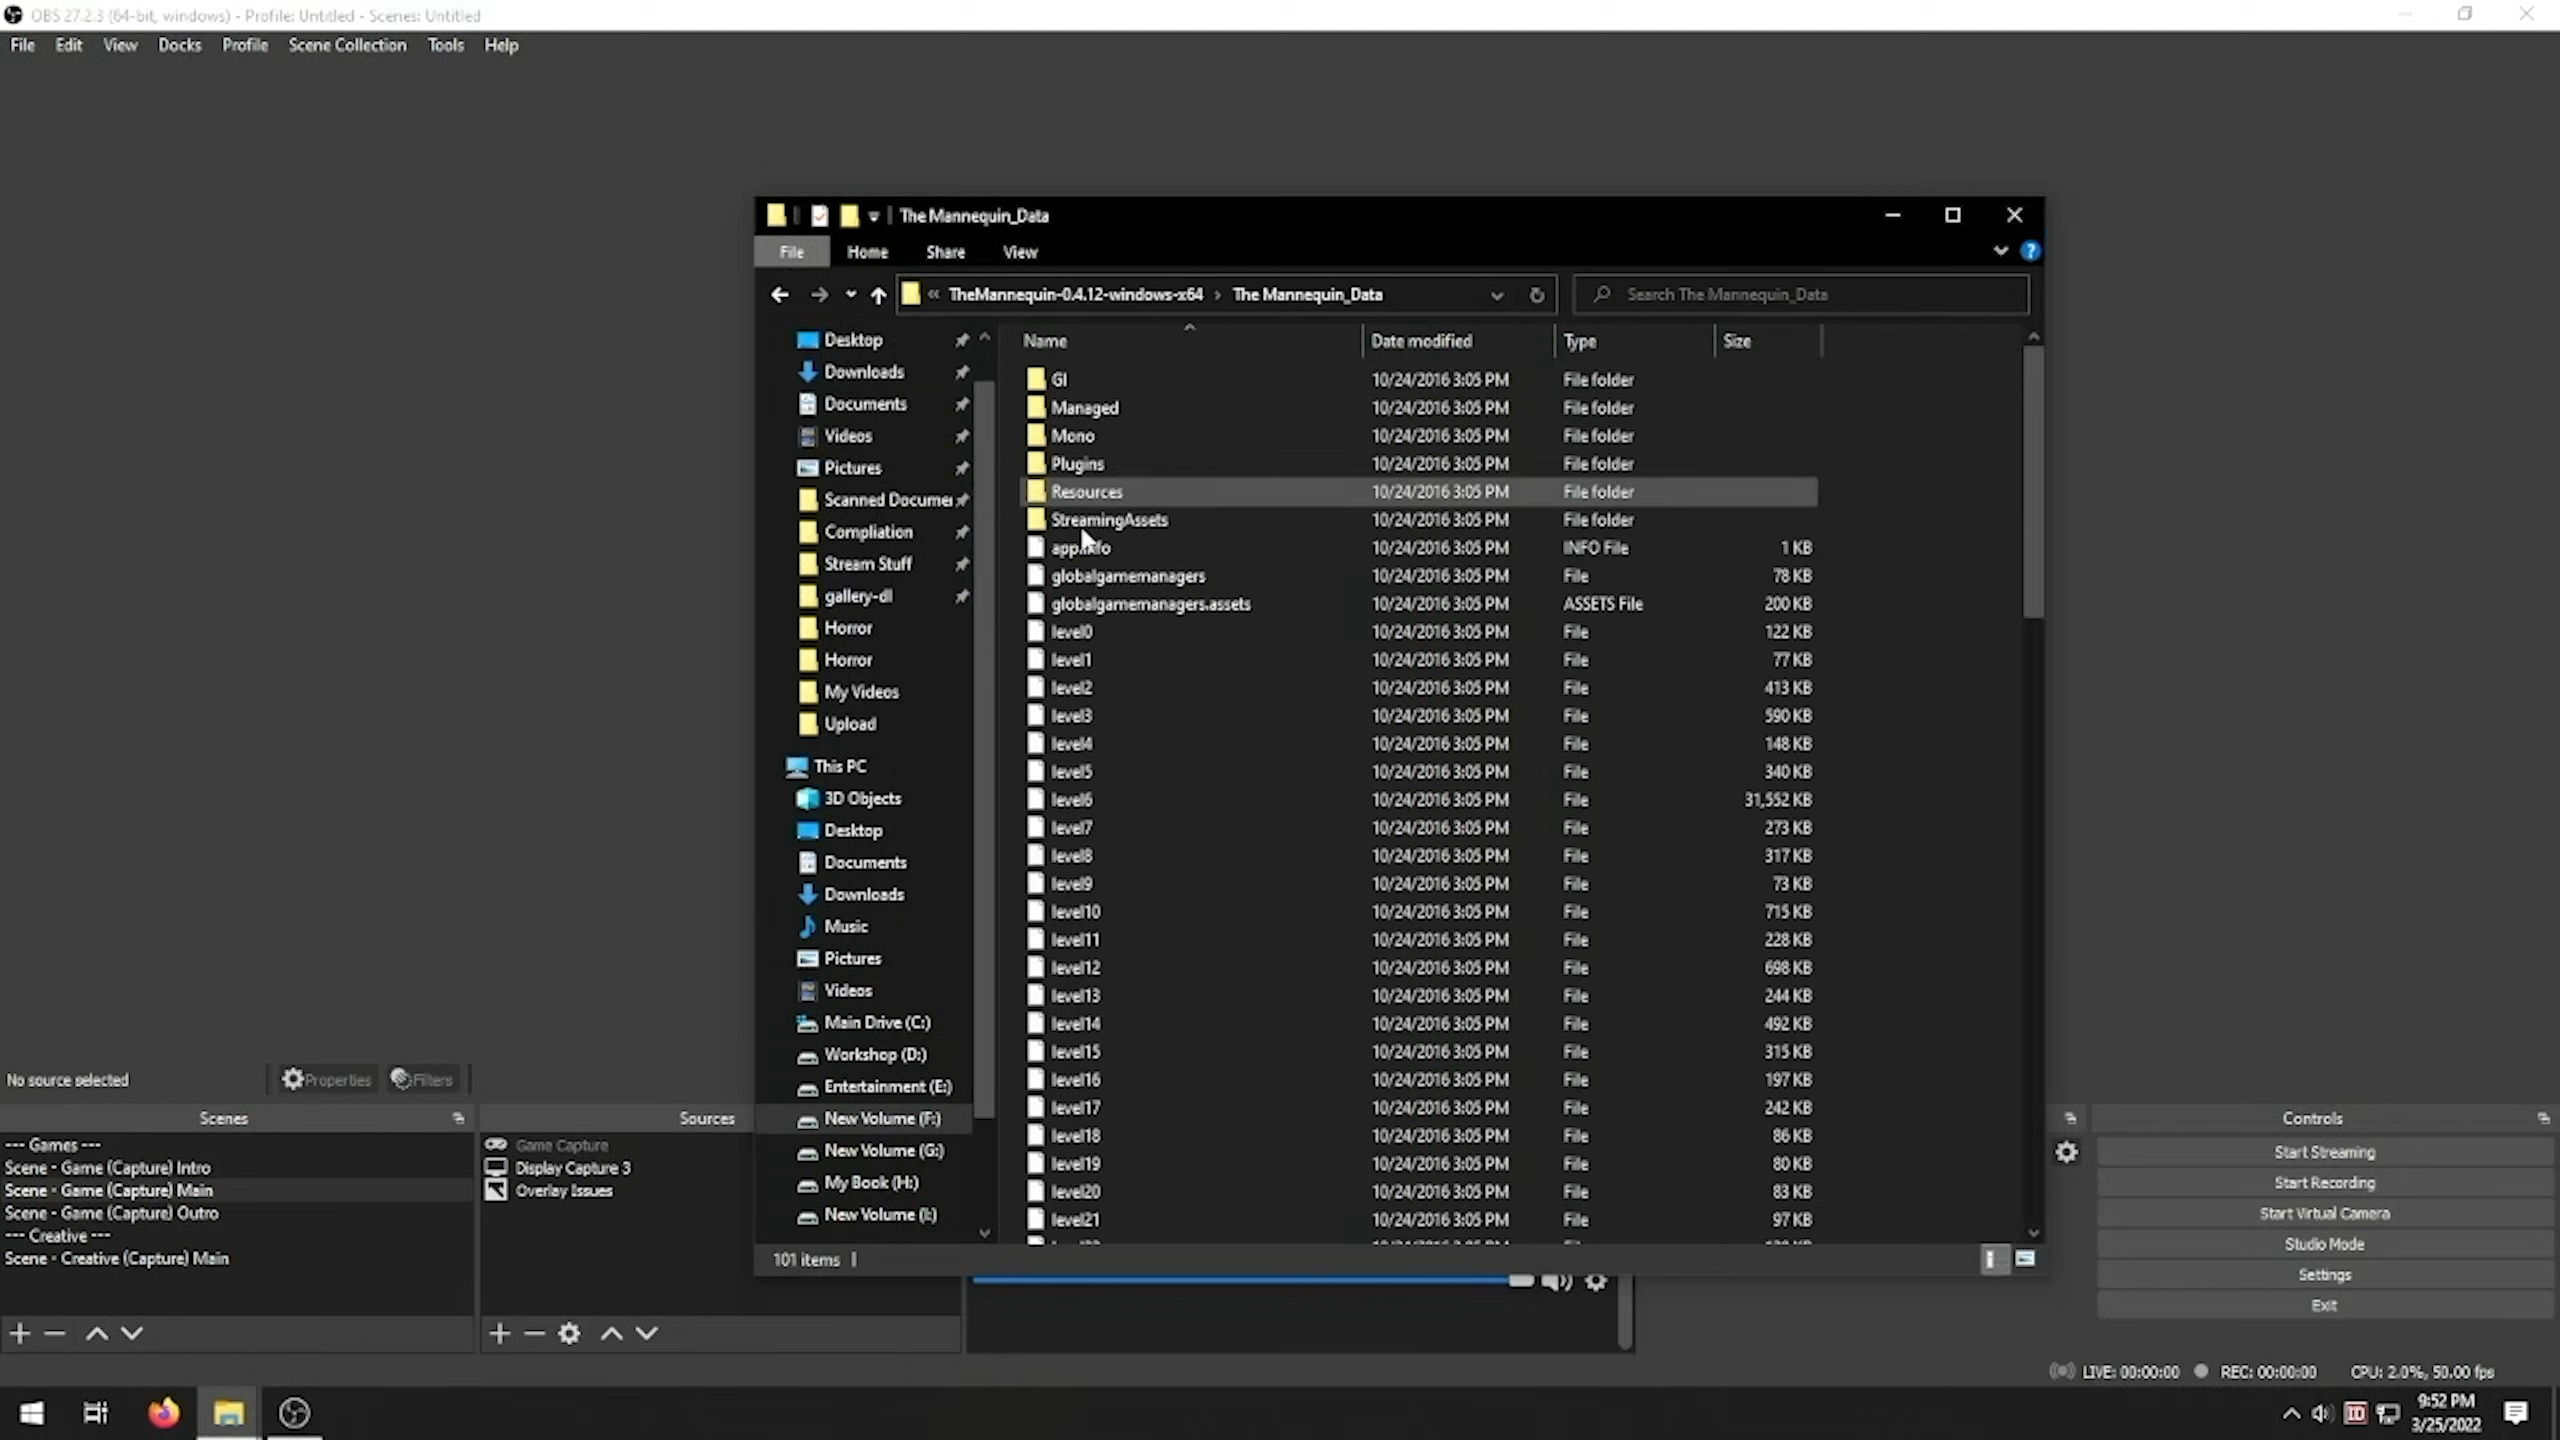 OBS 27.2.3 (64-bit, windows) - Profile: Untitled - Scenes: Untitled
File Edit View Docks Profile Scene Collection Tools Help
The Mannequin_Data
File Home Share View
« TheMannequin-0.4.12-windows-x64 › The Mannequin_Data
Search The Mannequin_Data
Desktop
Downloads
Documents
Videos
Pictures
Scanned Documei
Compliation
Stream Stuff
gallery-dl
Horror
Horror
My Videos
Upload
This PC
3D Objects
Desktop
Documents
Downloads
Music
Pictures
Videos
Main Drive (C:)
Workshop (D:)
Entertainment (E:)
New Volume (F:)
New Volume (G:)
My Book (H:)
New Volume (I:)
Name Date modified Type Size
GI 10/24/2016 3:05 PM File folder
Managed 10/24/2016 3:05 PM File folder
Mono 10/24/2016 3:05 PM File folder
Plugins 10/24/2016 3:05 PM File folder
Resources 10/24/2016 3:05 PM File folder
StreamingAssets 10/24/2016 3:05 PM File folder
app.info 10/24/2016 3:05 PM INFO File 1 KB
globalgamemanagers 10/24/2016 3:05 PM File 78 KB
globalgamemanagers.assets 10/24/2016 3:05 PM ASSETS File 200 KB
level0 10/24/2016 3:05 PM File 122 KB
level1 10/24/2016 3:05 PM File 77 KB
level2 10/24/2016 3:05 PM File 413 KB
level3 10/24/2016 3:05 PM File 590 KB
level4 10/24/2016 3:05 PM File 148 KB
level5 10/24/2016 3:05 PM File 340 KB
level6 10/24/2016 3:05 PM File 31,552 KB
level7 10/24/2016 3:05 PM File 273 KB
level8 10/24/2016 3:05 PM File 317 KB
level9 10/24/2016 3:05 PM File 73 KB
level10 10/24/2016 3:05 PM File 715 KB
level11 10/24/2016 3:05 PM File 228 KB
level12 10/24/2016 3:05 PM File 698 KB
level13 10/24/2016 3:05 PM File 244 KB
level14 10/24/2016 3:05 PM File 492 KB
level15 10/24/2016 3:05 PM File 315 KB
level16 10/24/2016 3:05 PM File 197 KB
level17 10/24/2016 3:05 PM File 242 KB
level18 10/24/2016 3:05 PM File 86 KB
level19 10/24/2016 3:05 PM File 80 KB
level20 10/24/2016 3:05 PM File 83 KB
level21 10/24/2016 3:05 PM File 97 KB
101 items
No source selected Properties Filters
Scenes
--- Games ---
Scene - Game (Capture) Intro
Scene - Game (Capture) Main
Scene - Game (Capture) Outro
--- Creative ---
Scene - Creative (Capture) Main
Sources
Game Capture
Display Capture 3
Overlay Issues
Controls
Start Streaming
Start Recording
Start Virtual Camera
Studio Mode
Settings
Exit
LIVE: 00:00:00 REC: 00:00:00 CPU: 2.0%, 50.00 fps
9:52 PM
3/25/2022